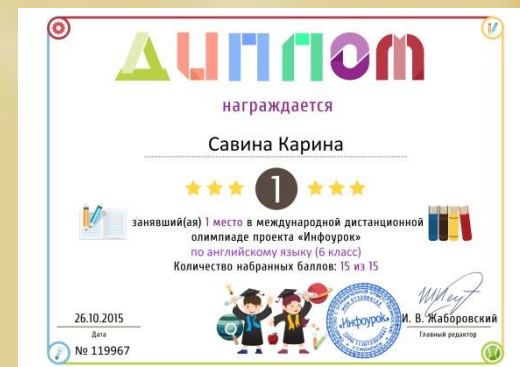 ДИПЛОМ
награждается
Савина Карина
1
занявший(ая) 1 место в международной дистанционной
олимпиаде проекта «Инфоурок»
по английскому языку (6 класс)
Количество набранных баллов: 15 из 15
«Инфоурок»
26.10.2015
И. В. Жаборовский
Дата
Главный редактор
№ 119967